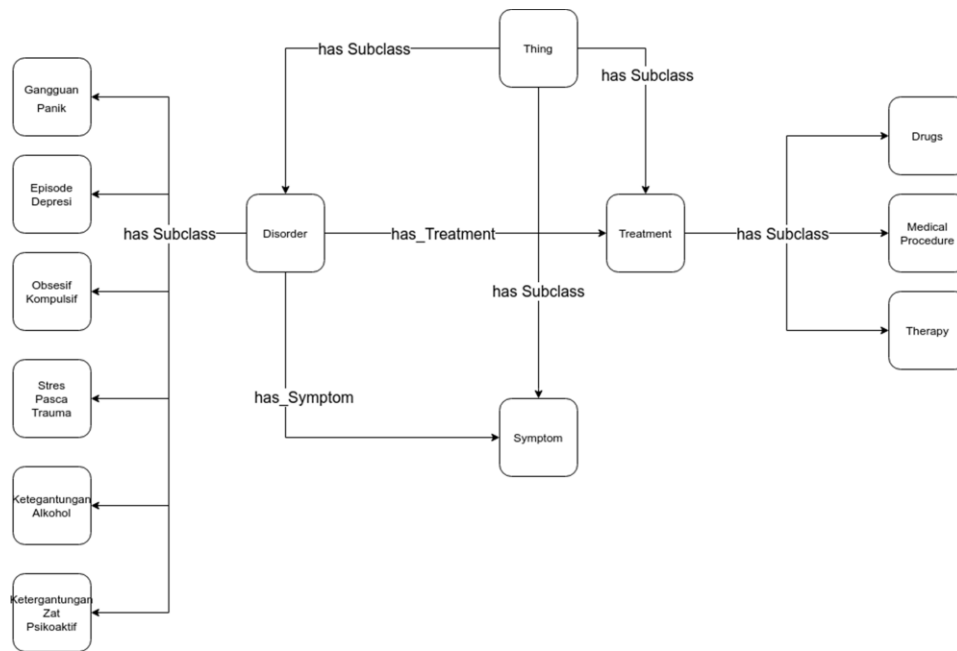 Thing
has Subclass
has Subclass
Gangguan
Panik
Drugs
Episode
Depresi
has Subclass
Disorder
has_Treatment
Treatment
has Subclass
Medical
Procedure
Obsesif
Kompulsif
has Subclass
Therapy
Stres
Pasca
Trauma
has_Symptom
Symptom
Ketegantungan
Alkohol
Ketergantungan
Zat
Psikoaktif